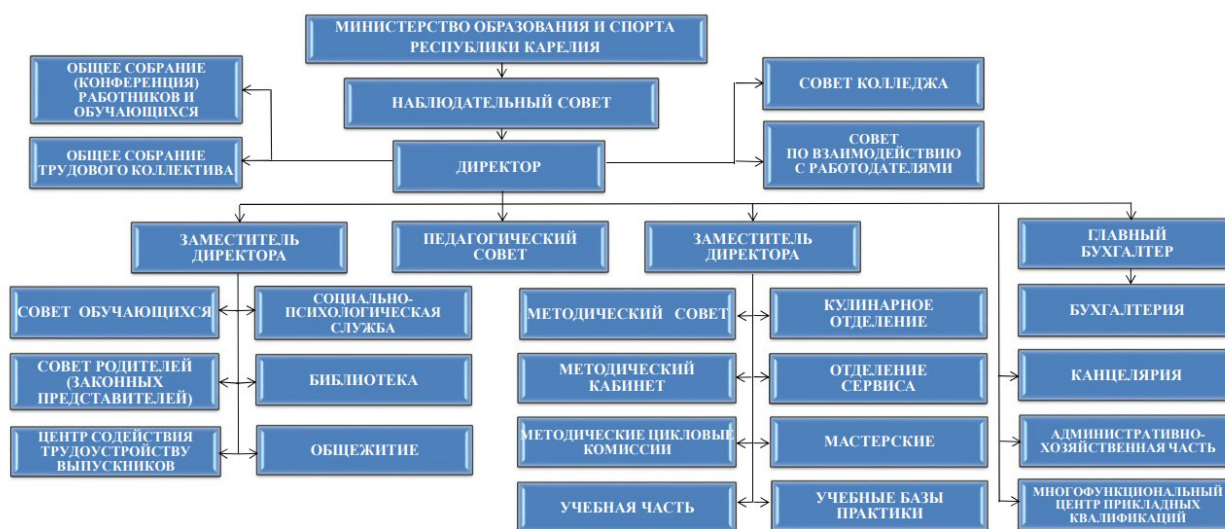 МИНИСТЕРСТВО ОБРАЗОВАНИЯ И СПОРТА
РЕСПУБЛИКИ КАРЕЛИЯ
ОБЩЕЕ СОБРАНИЕ
(КОНФЕРЕНЦИЯ)
РАБОТНИКОВ И
ОБУЧАЮЩИХСЯ
НАБЛЮДАТЕЛЬНЫЙ СОВЕТ
СОВЕТ КОЛЛЕДЖА
ОБЩЕЕ СОБРАНИЕ
ТРУДОВОГО КОЛЛЕКТИВА
ДИРЕКТОР
СОВЕТ
ПО ВЗАИМОДЕЙСТВИЮ
С РАБОТОДАТЕЛЯМИ
ЗАМЕСТИТЕЛЬ
ДИРЕКТОРА
ПЕДАГОГИЧЕСКИЙ
СОВЕТ
ЗАМЕСТИТЕЛЬ
ДИРЕКТОРА
ГЛАВНЫЙ
БУХГАЛТЕР
СОВЕТ ОБУЧАЮЩИХСЯ
СОЦИАЛЬНО-
ПСИХОЛОГИЧЕСКАЯ
СЛУЖБА
МЕТОДИЧЕСКИЙ СОВЕТ
КУЛИНАРНОЕ
ОТДЕЛЕНИЕ
БУХГАЛТЕРИЯ
СОВЕТ РОДИТЕЛЕЙ
(ЗАКОННЫХ
ПРЕДСТАВИТЕЛЕЙ)
БИБЛИОТЕКА
МЕТОДИЧЕСКИЙ
КАБИНЕТ
ОТДЕЛЕНИЕ
СЕРВИСА
КАНЦЕЛЯРИЯ
ЦЕНТР СОДЕЙСТВИЯ
ТРУДОУСТРОЙСТВУ
ВЫПУСКНИКОВ
ОБЩЕЖИТИЕ
МЕТОДИЧЕСКИЕ ЦИКЛОВЫЕ
КОМИССИИ
МАСТЕРСКИЕ
АДМИНИСТРАТИВНО-
ХОЗЯЙСТВЕННАЯ ЧАСТЬ
УЧЕБНАЯ ЧАСТЬ
УЧЕБНЫЕ БАЗЫ
ПРАКТИКИ
МНОГОФУНКЦИОНАЛЬНЫЙ
ЦЕНТР ПРИКЛАДНЫХ
КВАЛИФИКАЦИЙ